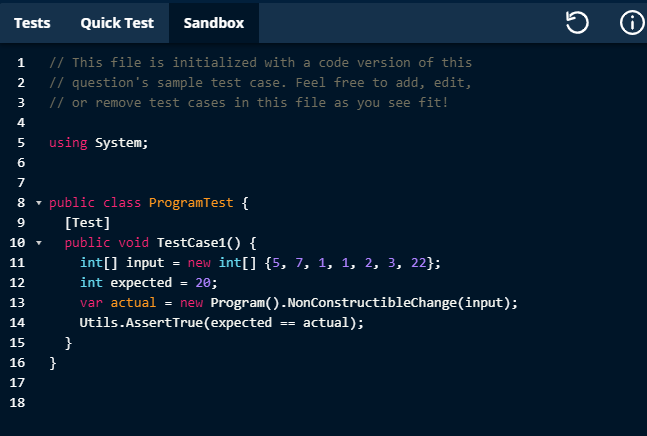 Tests Quick Test Sandbox
1 // This file is initialized with a code version of this
2 // question's sample test case. Feel free to add, edit,
3 // or remove test cases in this file as you see fit!
4
5 using System;
6
7
8 public class ProgramTest {
9 [Test]
10 public void TestCase1() {
11 int[] input = new int[] {5, 7, 1, 1, 2, 3, 22};
12 int expected = 20;
13 var actual = new Program().NonConstructibleChange(input);
14 Utils.AssertTrue(expected == actual);
15 }
16 }
17
18